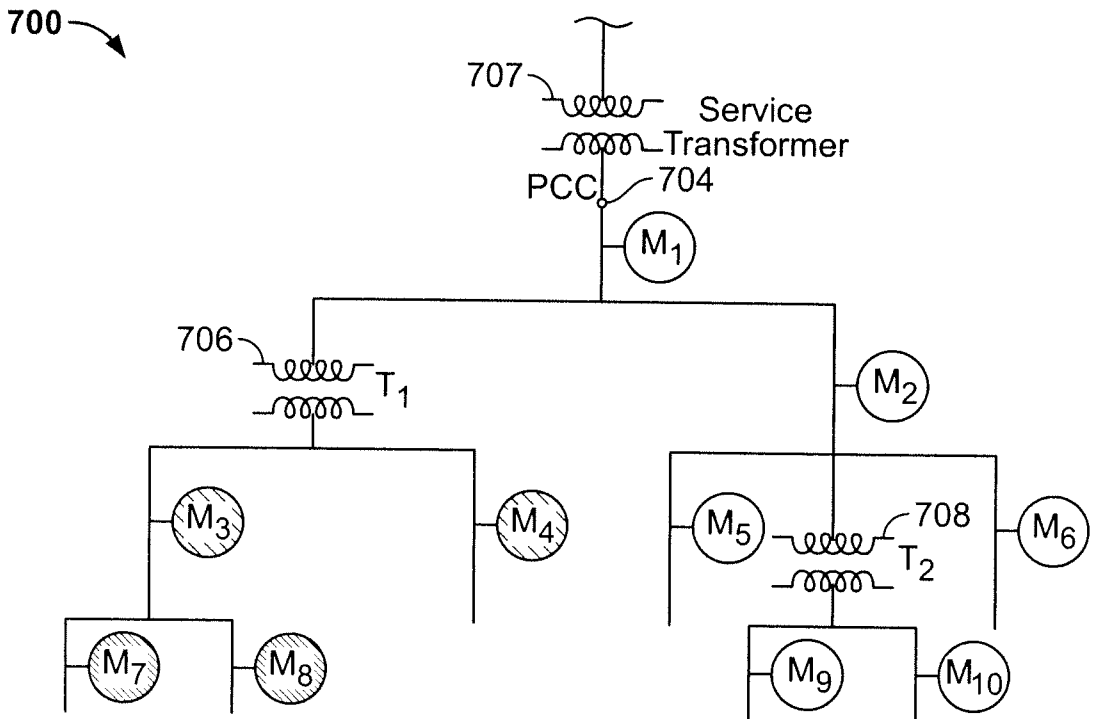 700
707
Service
Transformer
PCC
704
M1
706
T1
M2
M3
M4
M5
708
T2
M6
M7
M8
M9
M10